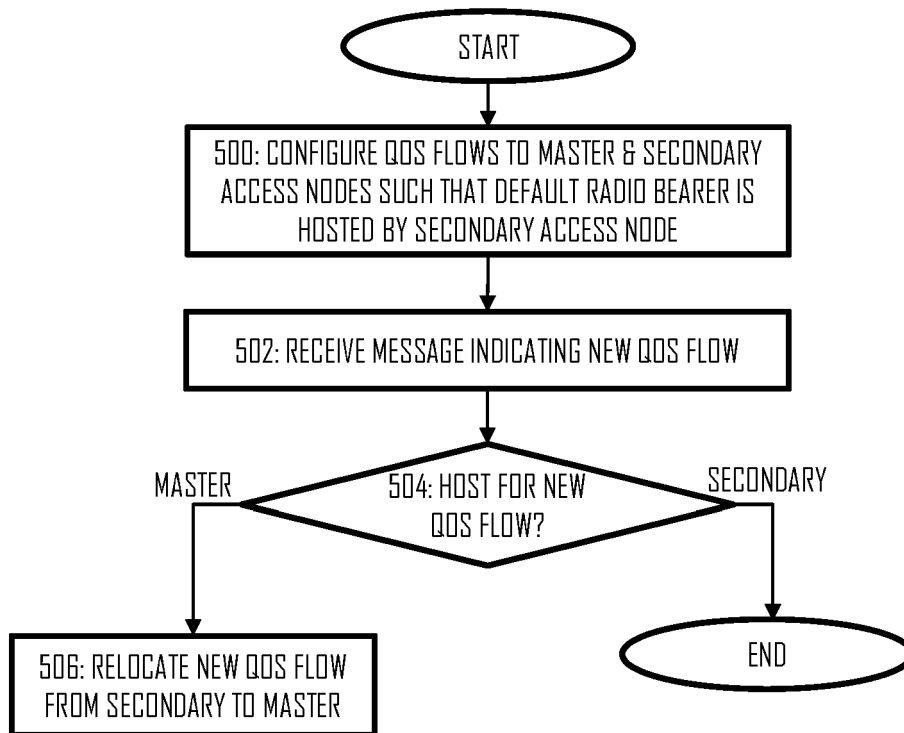 START
500: CONFIGURE QOS FLOWS TO MASTER & SECONDARY
ACCESS NODES SUCH THAT DEFAULT RADIO BEARER IS
HOSTED BY SECONDARY ACCESS NODE
502: RECEIVE MESSAGE INDICATING NEW QOS FLOW
MASTER
504: HOST FOR NEW
QOS FLOW?
SECONDARY
506: RELOCATE NEW QOS FLOW
FROM SECONDARY TO MASTER
END